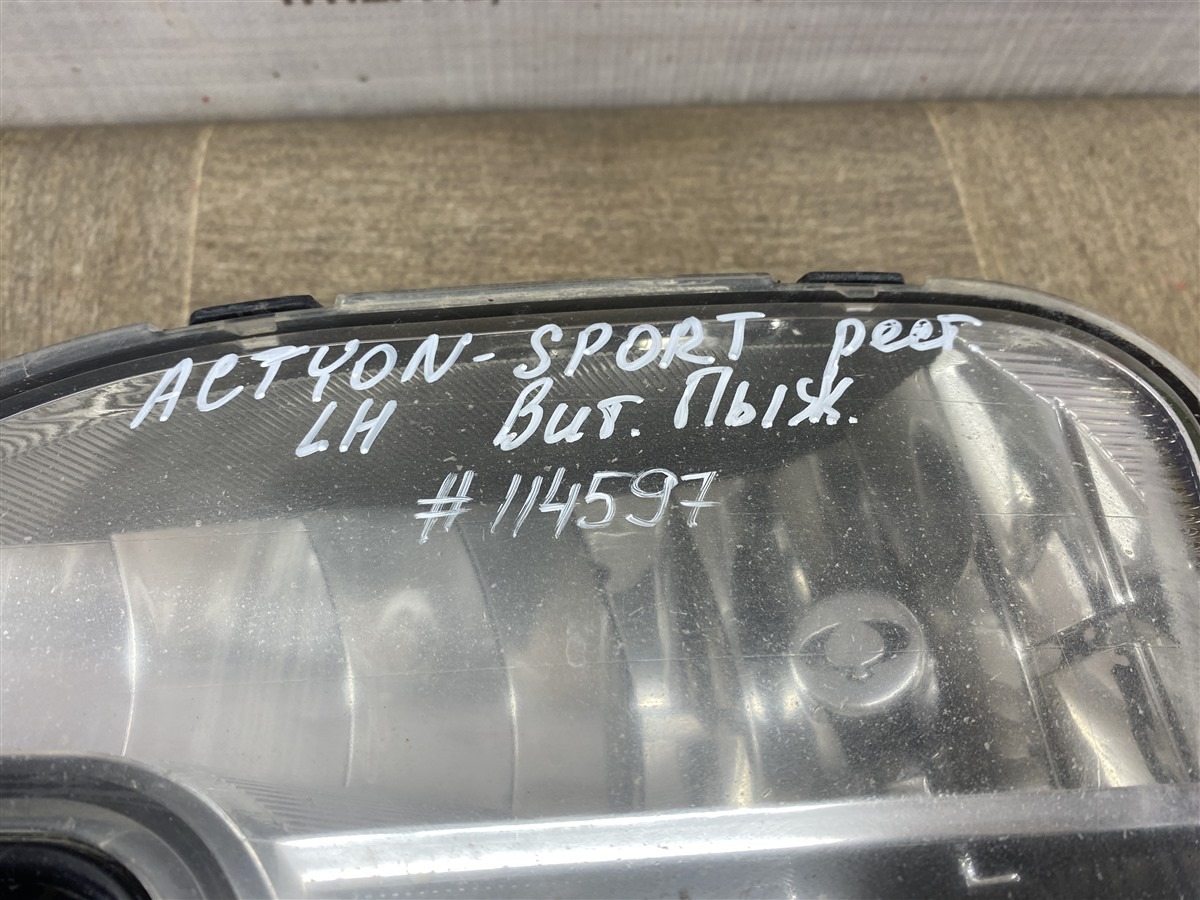 ACTYON-SPORT рест
LH Вит. Пыж.
#114597
L